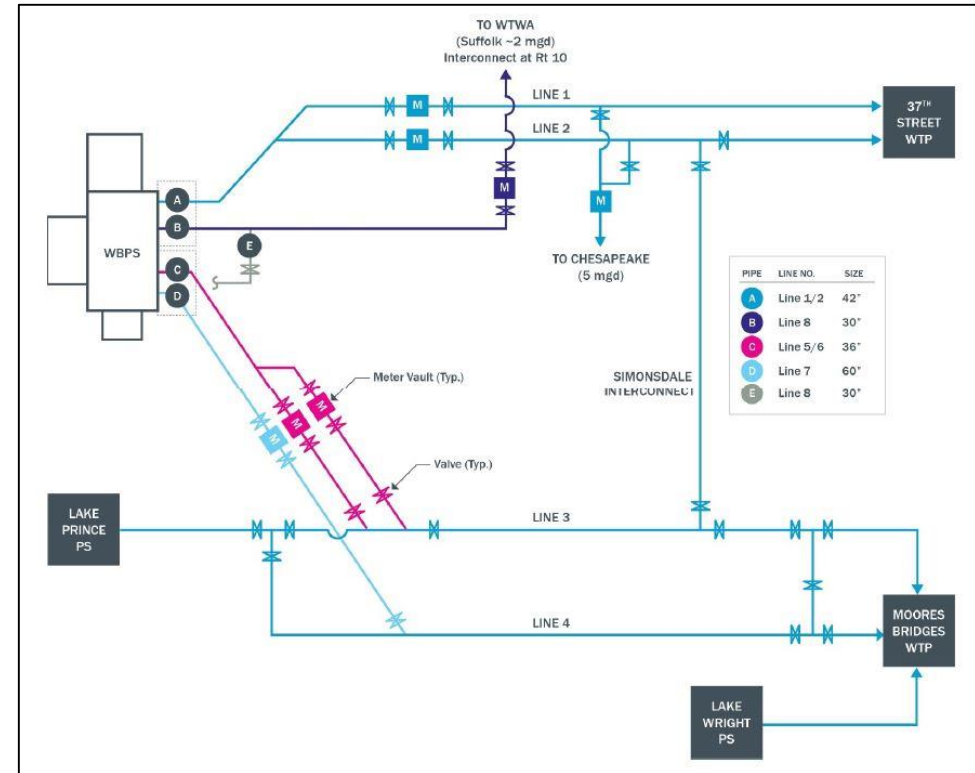 TO WTWA
(Suffolk ~2 mgd)
Interconnect at Rt 10
LINE 1
M
LINE 2
M
37TH
STREET
WTP
A
B
M
M
WBPS
E
C
D
TO CHESAPEAKE
(5 mgd)
PIPE LINE NO. SIZE
A Line 1/2 42"
B Line 8 30"
C Line 5/6 36"
D Line 7 60"
E Line 8 30"
SIMONSDALE
INTERCONNECT
Meter Vault (Typ.)
M
M
M
Valve (Typ.)
LAKE
PRINCE
PS
LINE 3
LINE 4
MOORES
BRIDGES
WTP
LAKE
WRIGHT
PS